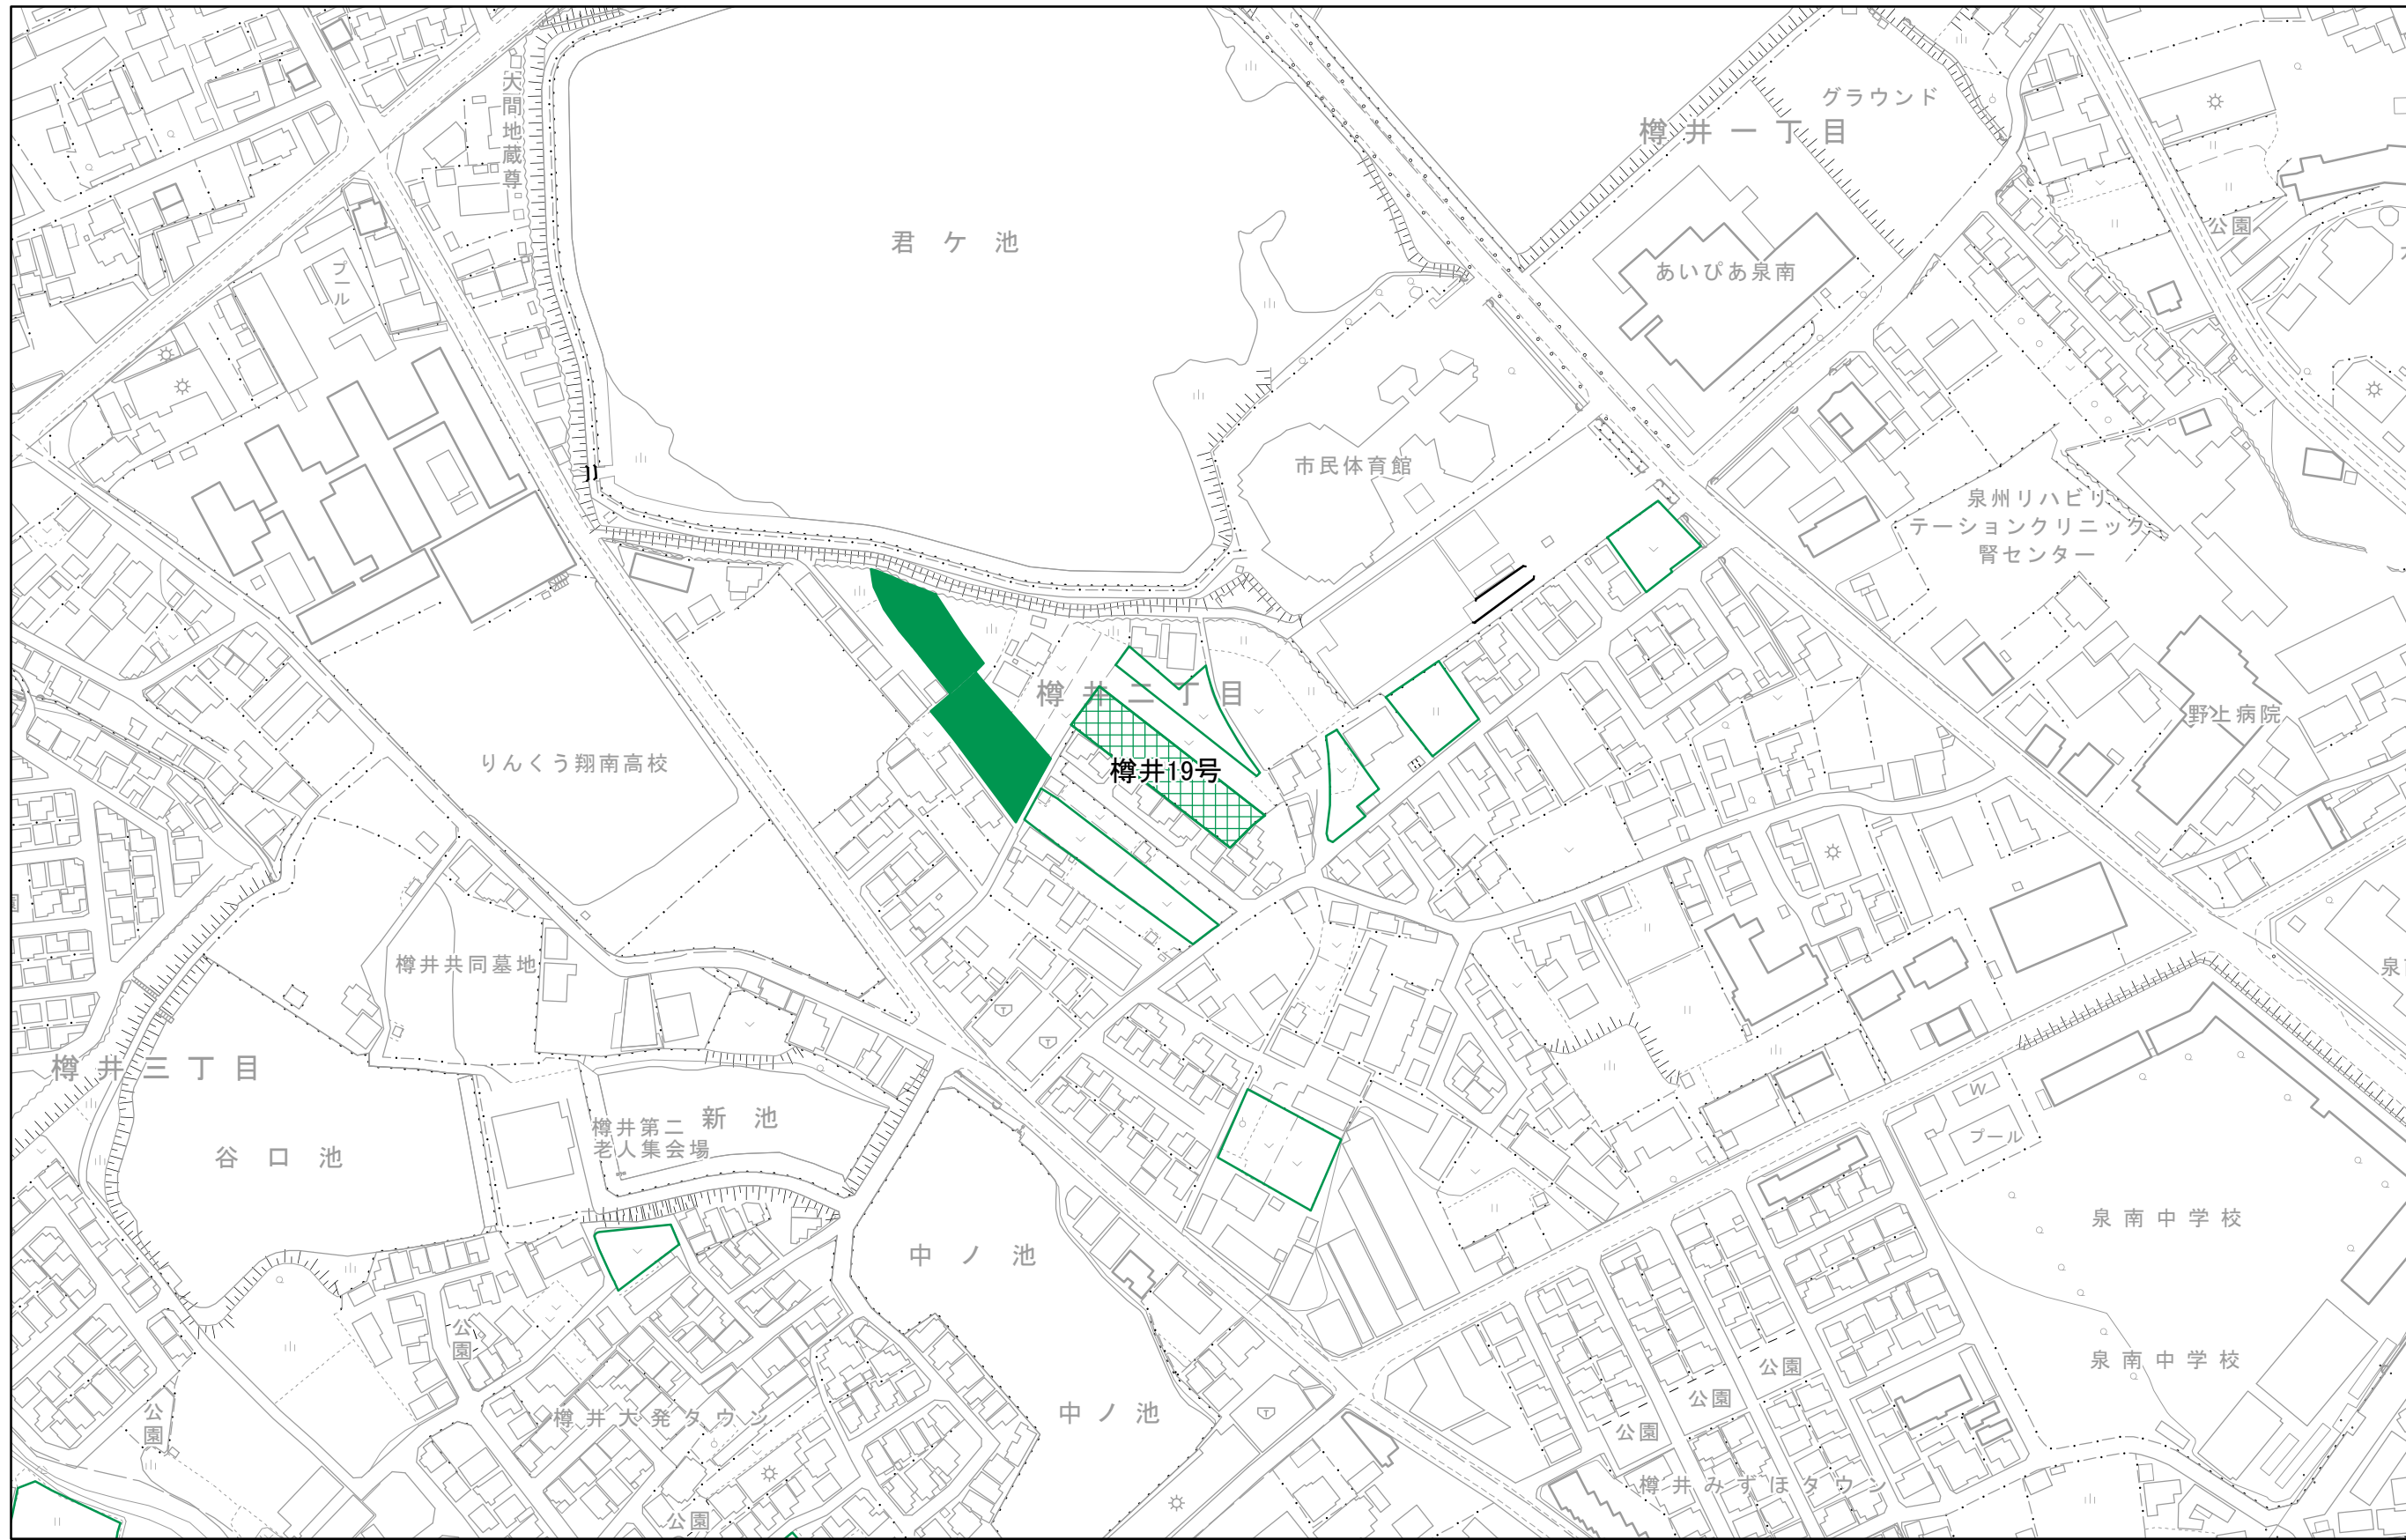 大間地蔵尊
グラウンド
樽井一丁目
君ケ池
公園
プール
あいぴあ泉南
市民体育館
泉州リハビリ
テーションクリニック
腎センター
樽井二丁目
野上病院
りんくう翔南高校
樽井19号
樽井共同墓地
泉
樽井三丁目
新池
樽井第二
老人集会場
谷口池
W
プール
中ノ池
泉南中学校
公園
泉南中学校
公園
公園
公園
中ノ池
樽井大発タウン
公園
樽井みずほタウン
公園